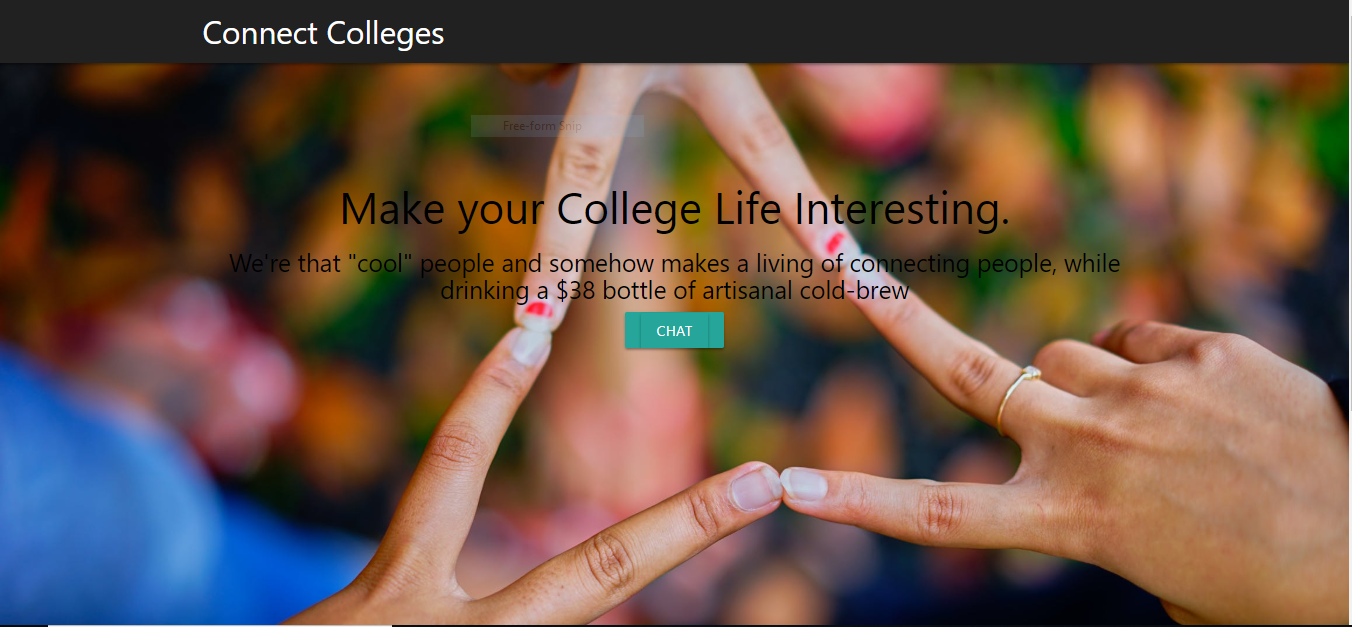 Connect Colleges
Free-form Snip
Make your College Life Interesting.
We're that "cool" people and somehow makes a living of connecting people, while
drinking a $38 bottle of artisanal cold-brew
CHAT